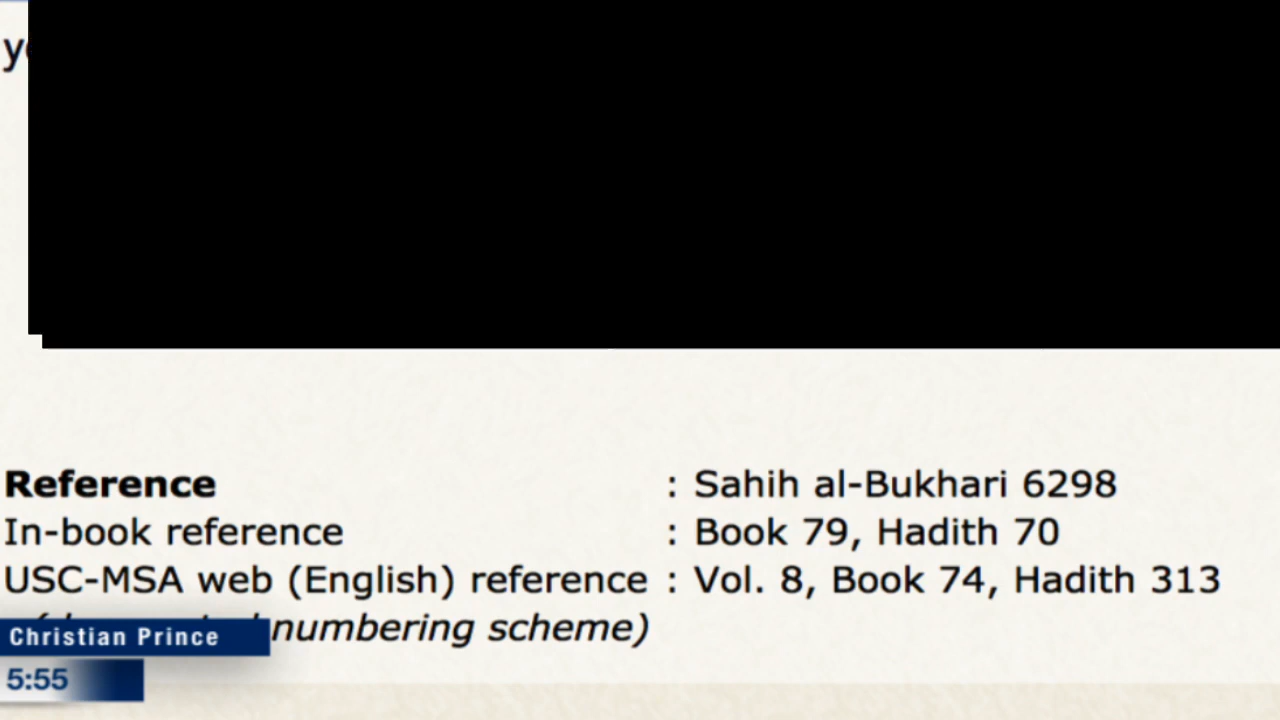 Reference : Sahih al-Bukhari 6298
In-book reference : Book 79, Hadith 70
USC-MSA web (English) reference : Vol. 8, Book 74, Hadith 313
numbering scheme)
Christian Prince
5:55